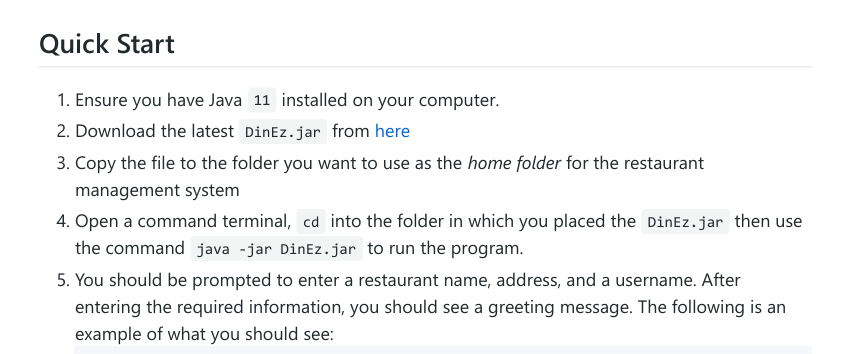 Quick Start
1. Ensure you have Java 11 installed on your computer.
2. Download the latest DinEz.jar from here
3. Copy the file to the folder you want to use as the home folder for the restaurant
management system
4. Open a command terminal, cd into the folder in which you placed the DinEz.jar then use
the command java -jar DinEz.jar to run the program.
5. You should be prompted to enter a restaurant name, address, and a username. After
entering the required information, you should see a greeting message. The following is an
example of what you should see: